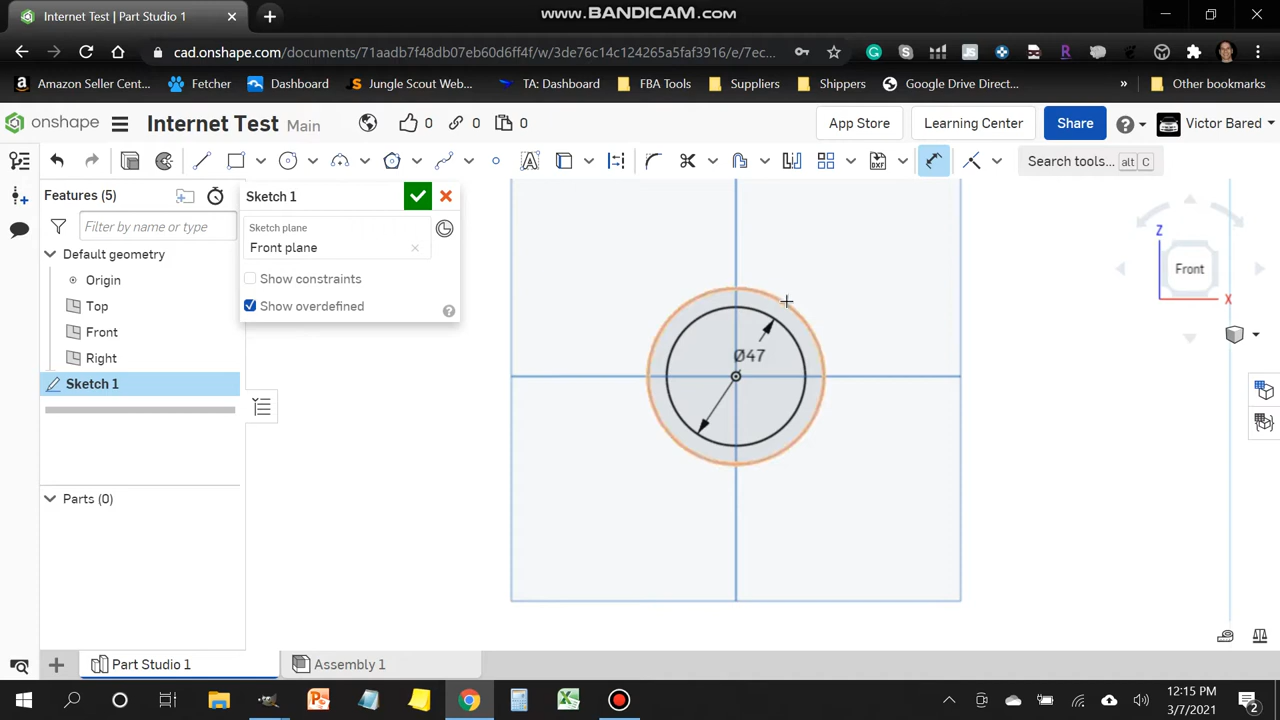 Internet Test | Part Studio 1
www.BANDICAM.com
cad.onshape.com/documents/71aadb7f48db07eb60d6ff4f/w/3de76c14c124265a5faf3916/e/7ec...
Amazon Seller Cent... Fetcher Dashboard Jungle Scout Web... TA: Dashboard FBA Tools Suppliers Shippers Google Drive Direct... » Other bookmarks
onshape Internet Test Main 0 0 0 App Store Learning Center Share Victor Bared
Search tools... alt C
Features (5)
Filter by name or type
Default geometry
Origin
Top
Front
Right
Sketch 1
Parts (0)
Sketch 1
Sketch plane
Front plane
Show constraints
Show overdefined
Ø47
Z
Front
X
Part Studio 1 Assembly 1
12:15 PM
3/7/2021
2